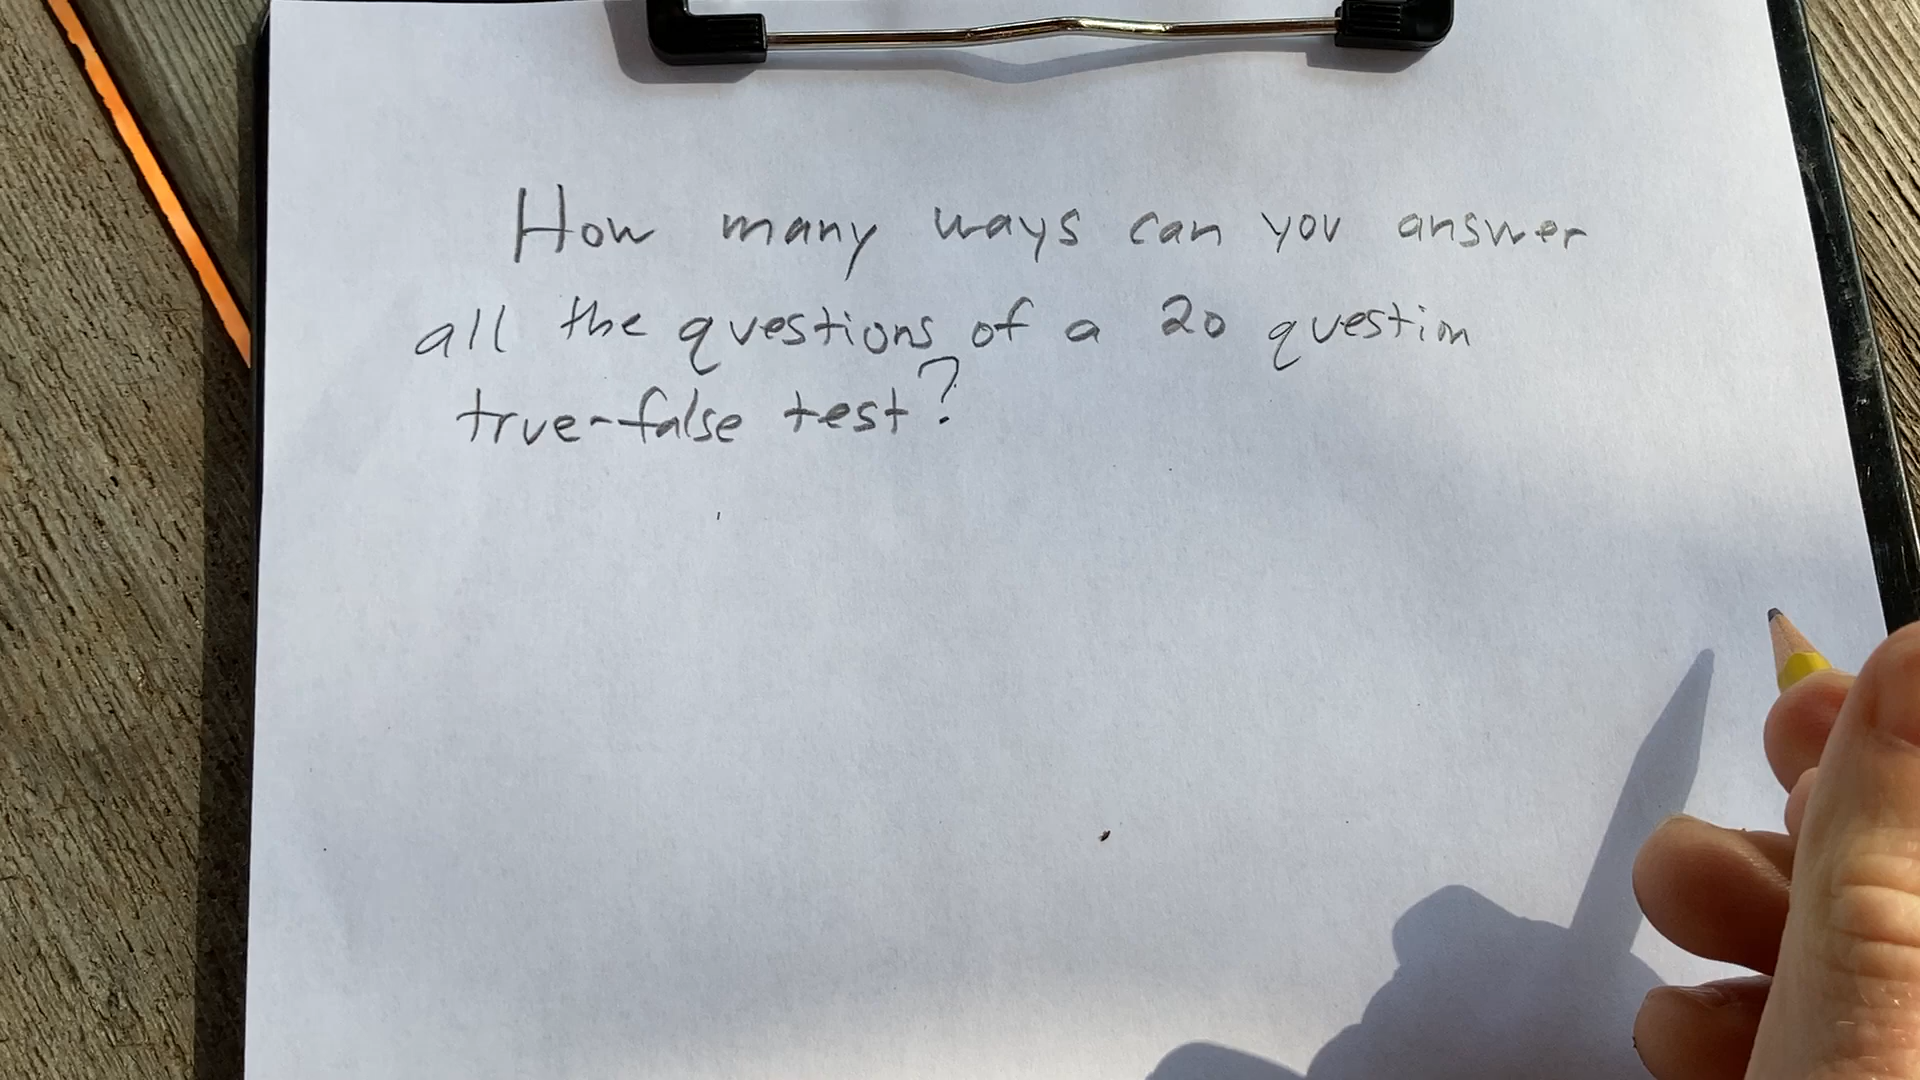 How many ways can you answer
all the questions of a 20 question
true-false test?